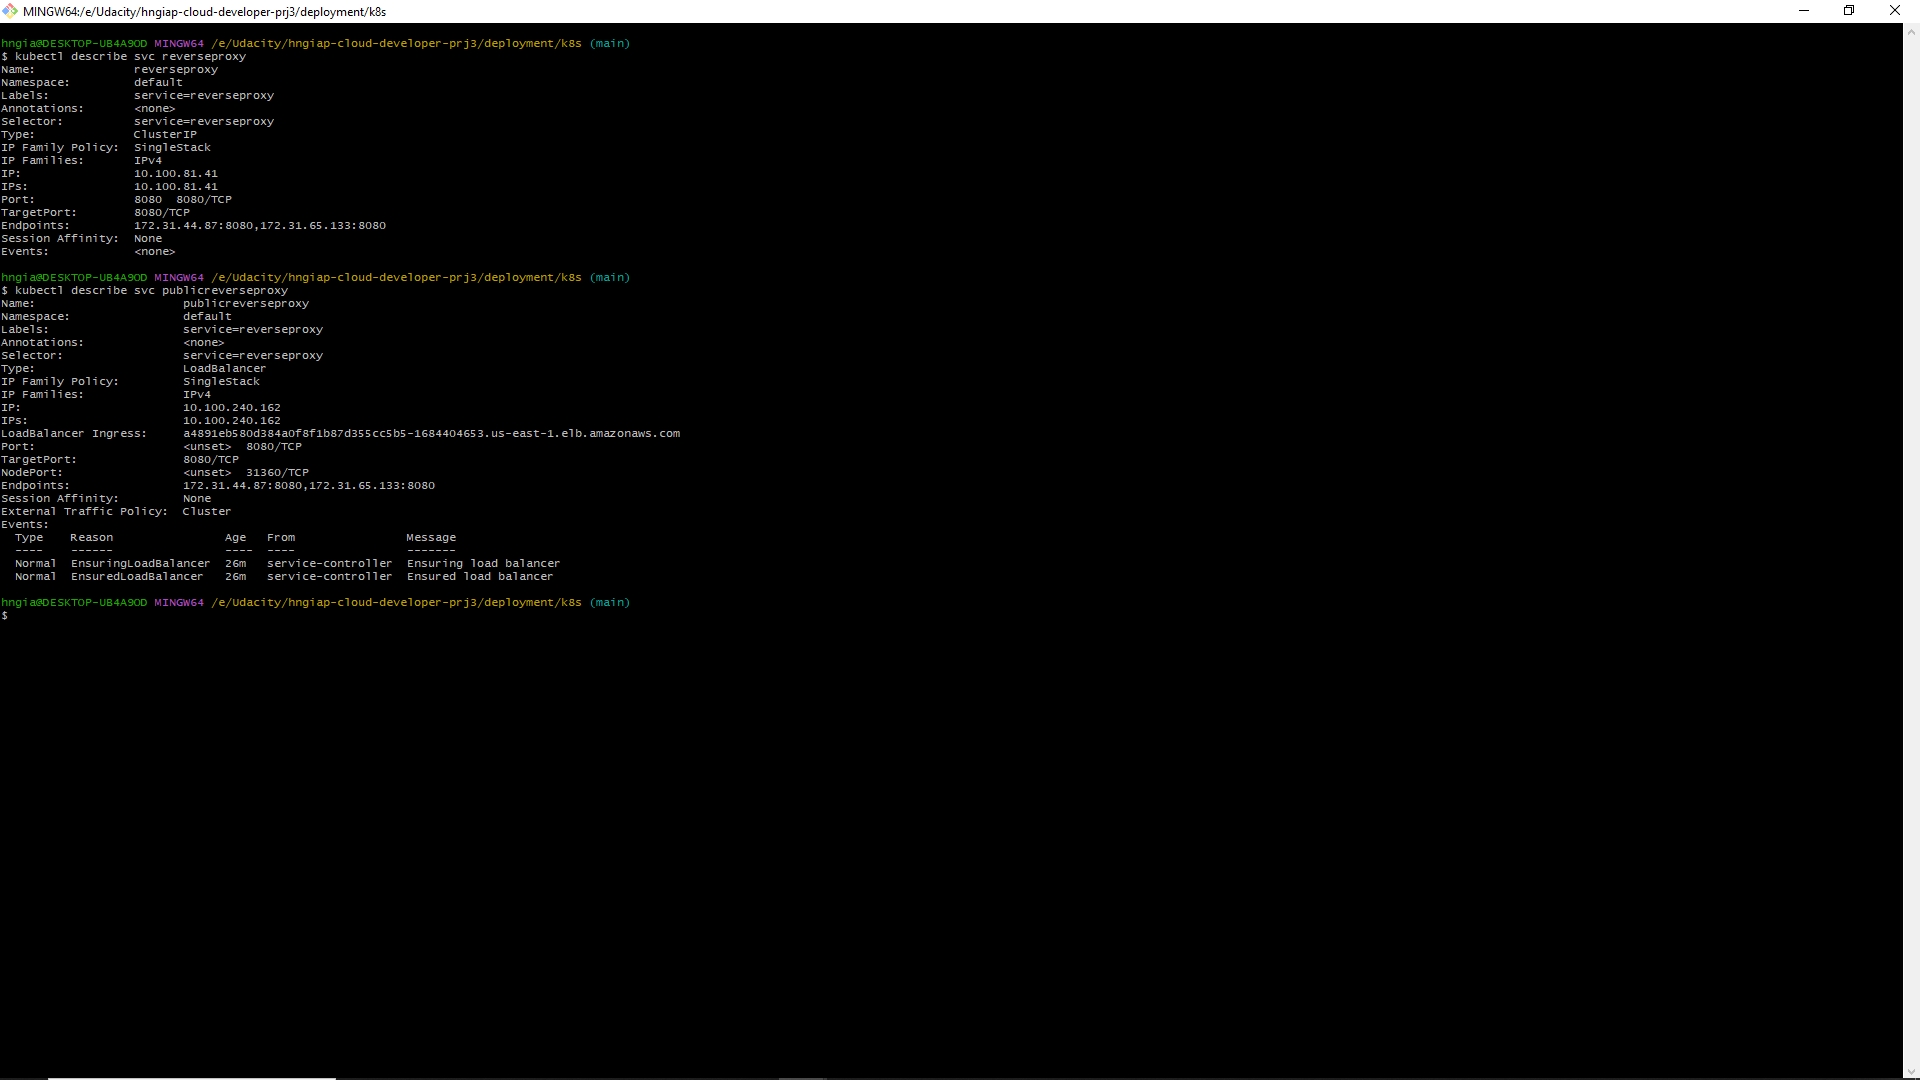 MINGW64:/e/Udacity/hngiap-cloud-developer-prj3/deployment/k8s
hngia@DESKTOP-UB4A9OD MINGW64 /e/Udacity/hngiap-cloud-developer-prj3/deployment/k8s (main)
$ kubectl describe svc reverseproxy
Name:              reverseproxy
Namespace:         default
Labels:            service=reverseproxy
Annotations:       <none>
Selector:          service=reverseproxy
Type:              ClusterIP
IP Family Policy:  SingleStack
IP Families:       IPv4
IP:                10.100.81.41
IPs:               10.100.81.41
Port:              8080  8080/TCP
TargetPort:        8080/TCP
Endpoints:         172.31.44.87:8080,172.31.65.133:8080
Session Affinity:  None
Events:            <none>
hngia@DESKTOP-UB4A9OD MINGW64 /e/Udacity/hngiap-cloud-developer-prj3/deployment/k8s (main)
$ kubectl describe svc publicreverseproxy
Name:                     publicreverseproxy
Namespace:                default
Labels:                   service=reverseproxy
Annotations:              <none>
Selector:                 service=reverseproxy
Type:                     LoadBalancer
IP Family Policy:         SingleStack
IP Families:              IPv4
IP:                       10.100.240.162
IPs:                      10.100.240.162
LoadBalancer Ingress:     a4891eb580d384a0f8f1b87d355cc5b5-1684404653.us-east-1.elb.amazonaws.com
Port:                     <unset>  8080/TCP
TargetPort:               8080/TCP
NodePort:                 <unset>  31360/TCP
Endpoints:                172.31.44.87:8080,172.31.65.133:8080
Session Affinity:         None
External Traffic Policy:  Cluster
Events:
  Type    Reason                Age   From                Message
  ----    ------                ----  ----                -------
  Normal  EnsuringLoadBalancer  26m   service-controller  Ensuring load balancer
  Normal  EnsuredLoadBalancer   26m   service-controller  Ensured load balancer
hngia@DESKTOP-UB4A9OD MINGW64 /e/Udacity/hngiap-cloud-developer-prj3/deployment/k8s (main)
$